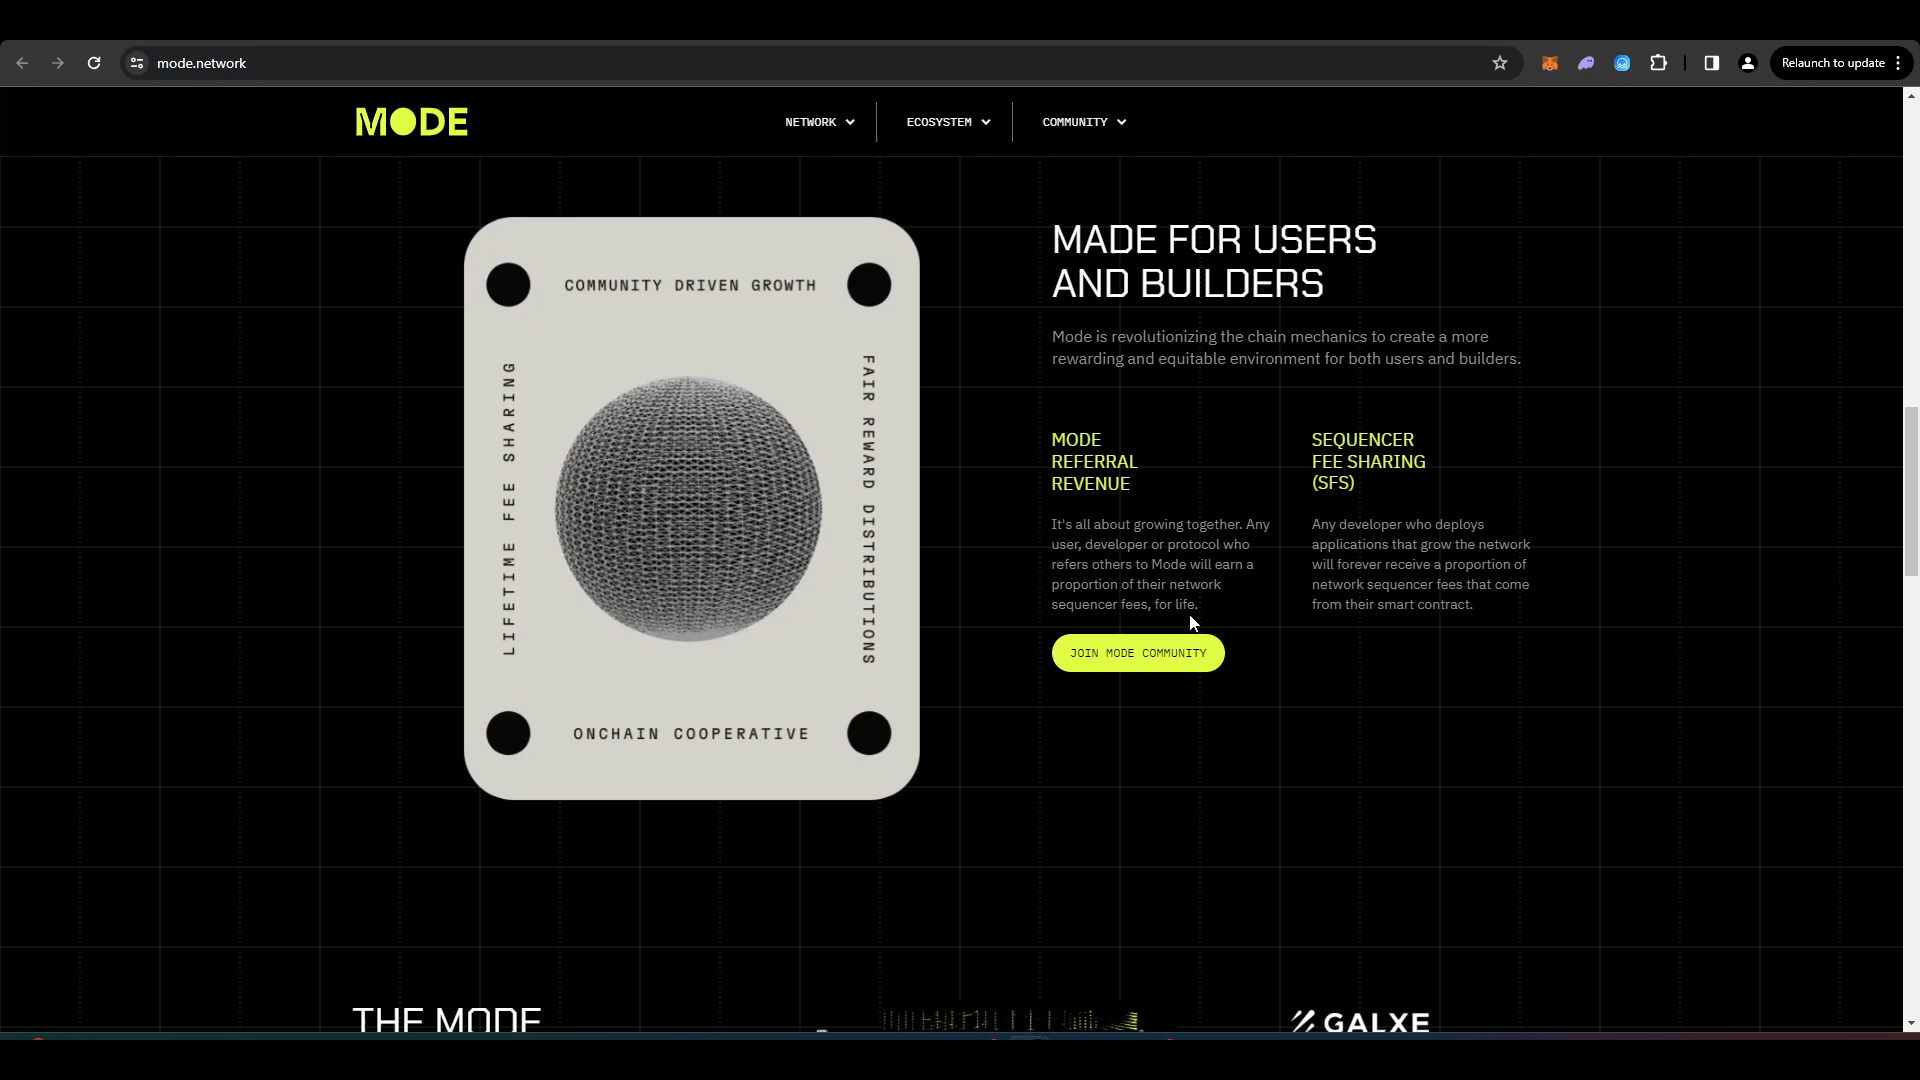 mode.network
Relaunch to update
MODE
NETWORK
ECOSYSTEM
COMMUNITY
COMMUNITY DRIVEN GROWTH
LIFETIME FEE SHARING
FAIR REWARD DISTRIBUTIONS
ONCHAIN COOPERATIVE
MADE FOR USERS
AND BUILDERS
Mode is revolutionizing the chain mechanics to create a more
rewarding and equitable environment for both users and builders.
MODE
REFERRAL
REVENUE
It's all about growing together. Any
user, developer or protocol who
refers others to Mode will earn a
proportion of their network
sequencer fees, for life.
JOIN MODE COMMUNITY
SEQUENCER
FEE SHARING
(SFS)
Any developer who deploys
applications that grow the network
will forever receive a proportion of
network sequencer fees that come
from their smart contract.
THE MODE
GALXE